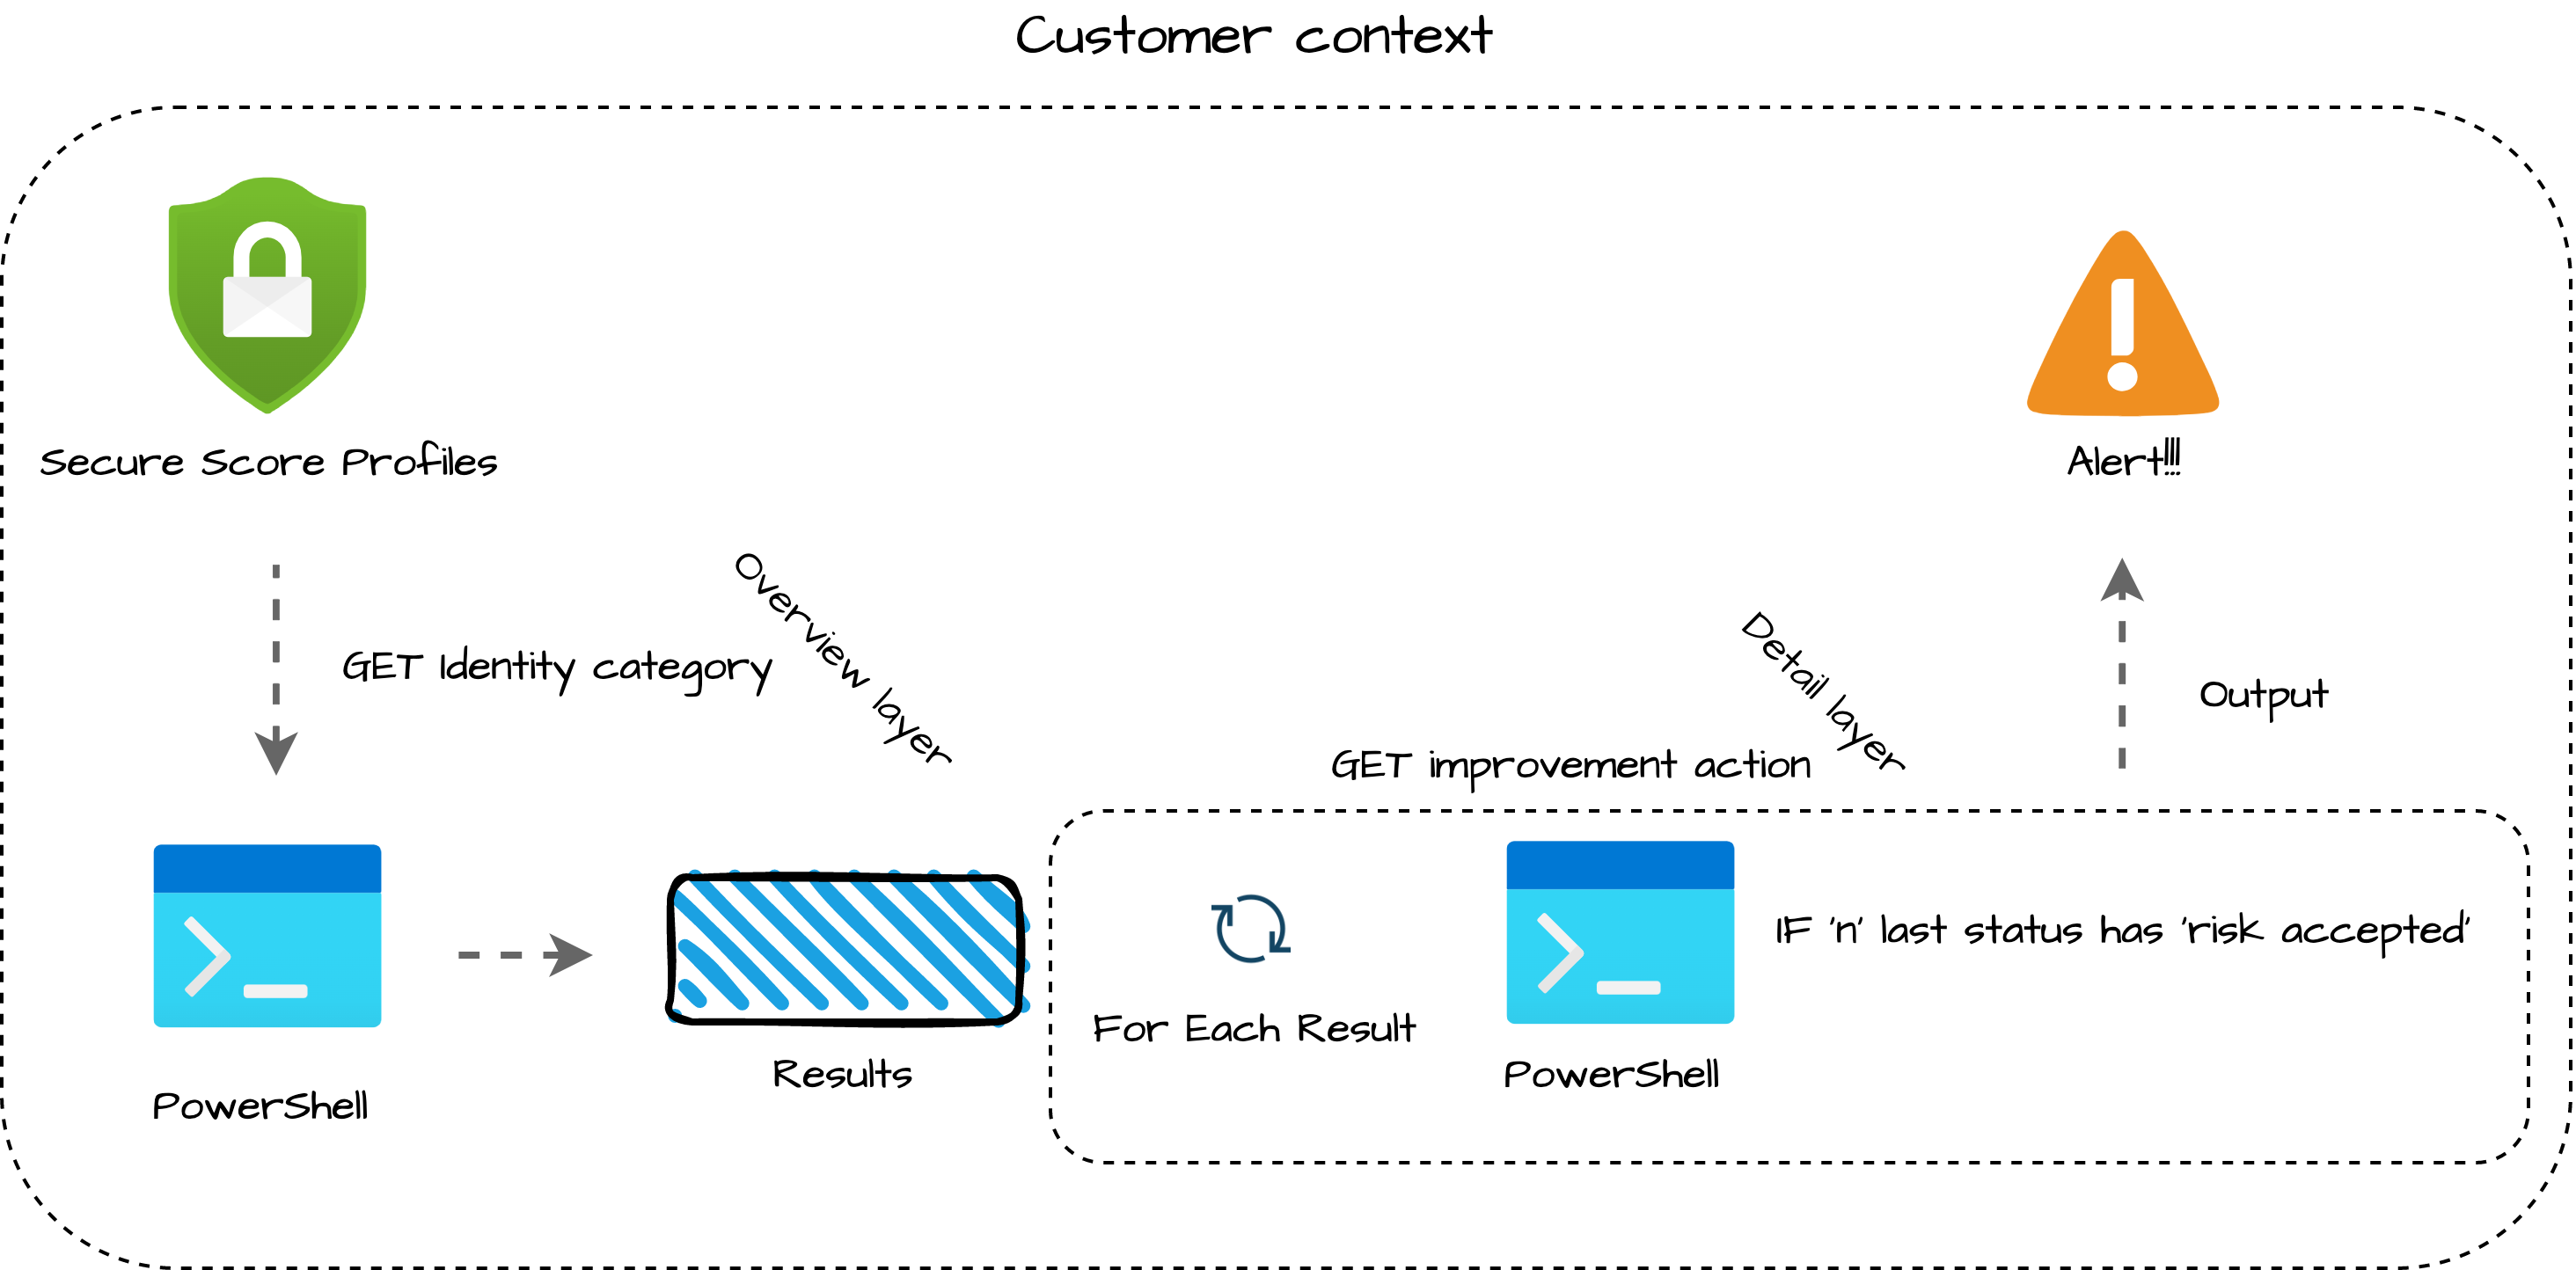 Customer context
Secure Score Profiles
Alert!!!
GET Identity category
Overview layer
Detail layer
GET improvement action
Output
IF 'n' last status has 'risk accepted'
For Each Result
Results
PowerShell
PowerShell